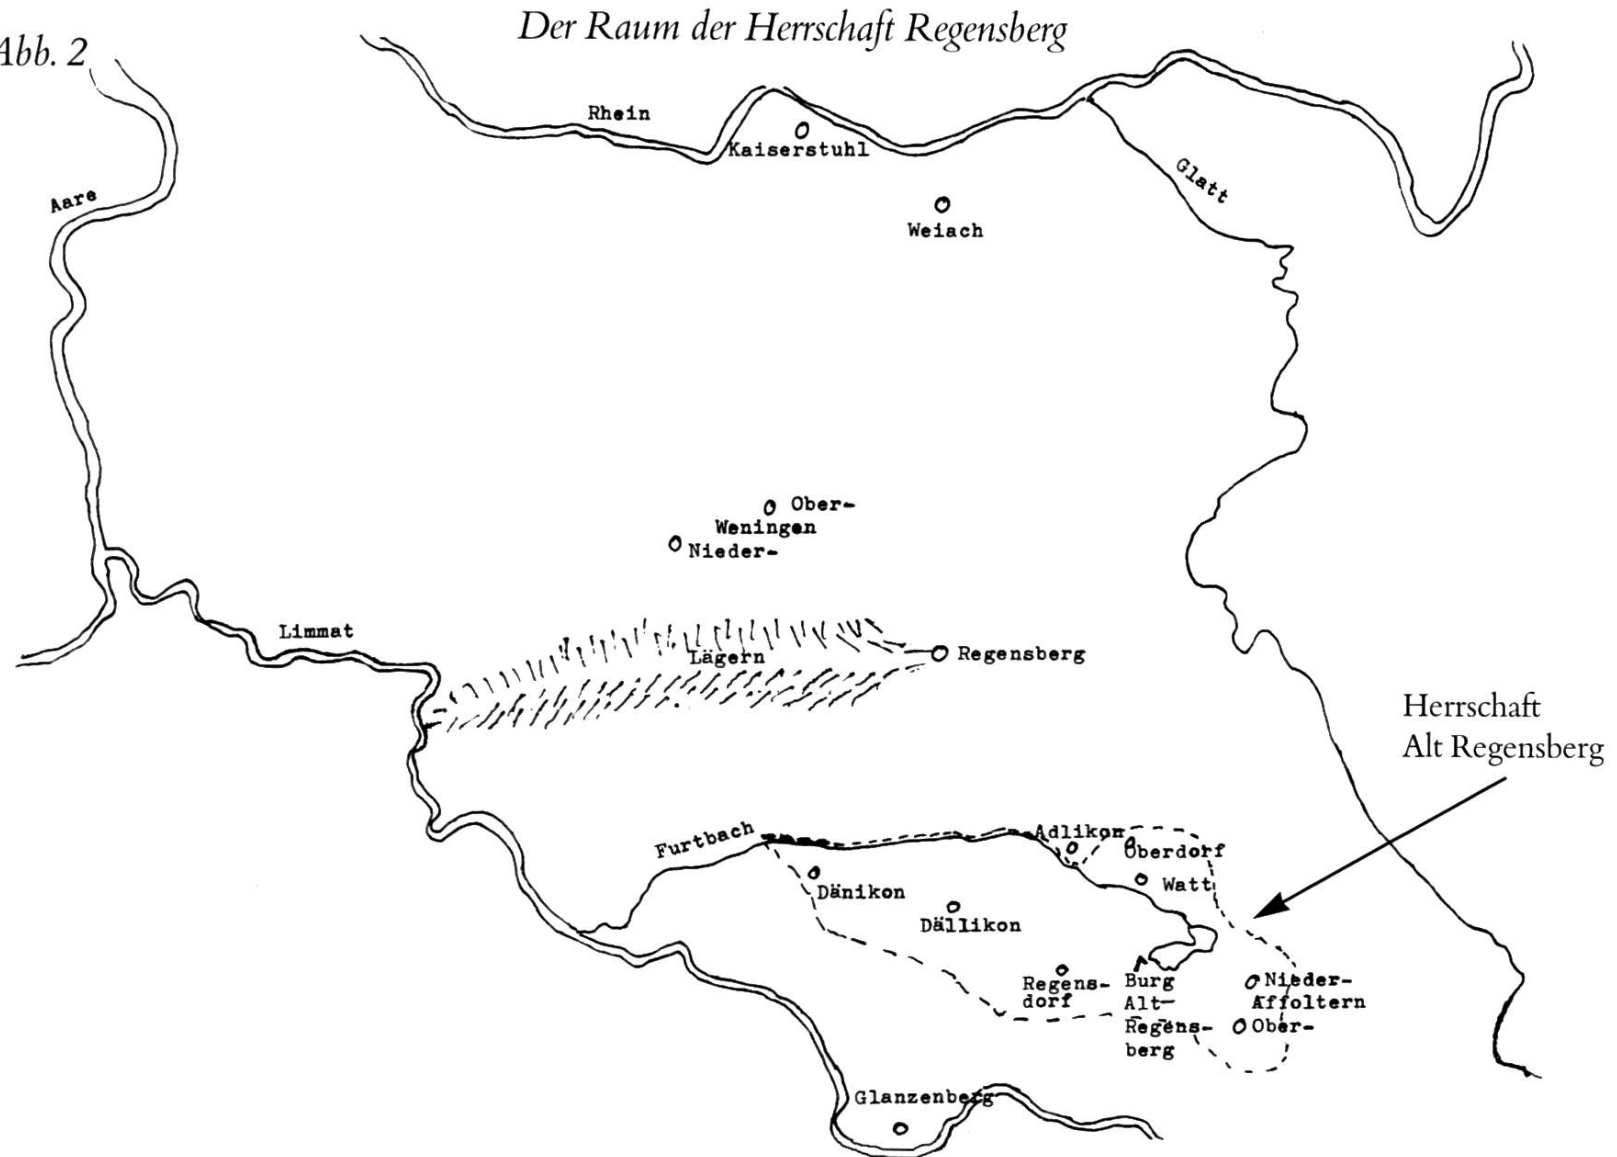 Der Raum der Herrschaft Regensberg
Abb. 2
Rhein
Kaiserstuhl
Glatt
Aare
Weiach
Ober-
Weningen
Nieder-
Limmat
Lägern
Regensberg
Herrschaft
Alt Regensberg
Furtbach
Adlikon
Oberdorf
Dänikon
Watt
Dällikon
Regens-
dorf
Burg
Alt-
Regens-
berg
Nieder-
Affoltern
Ober-
Glanzenberg